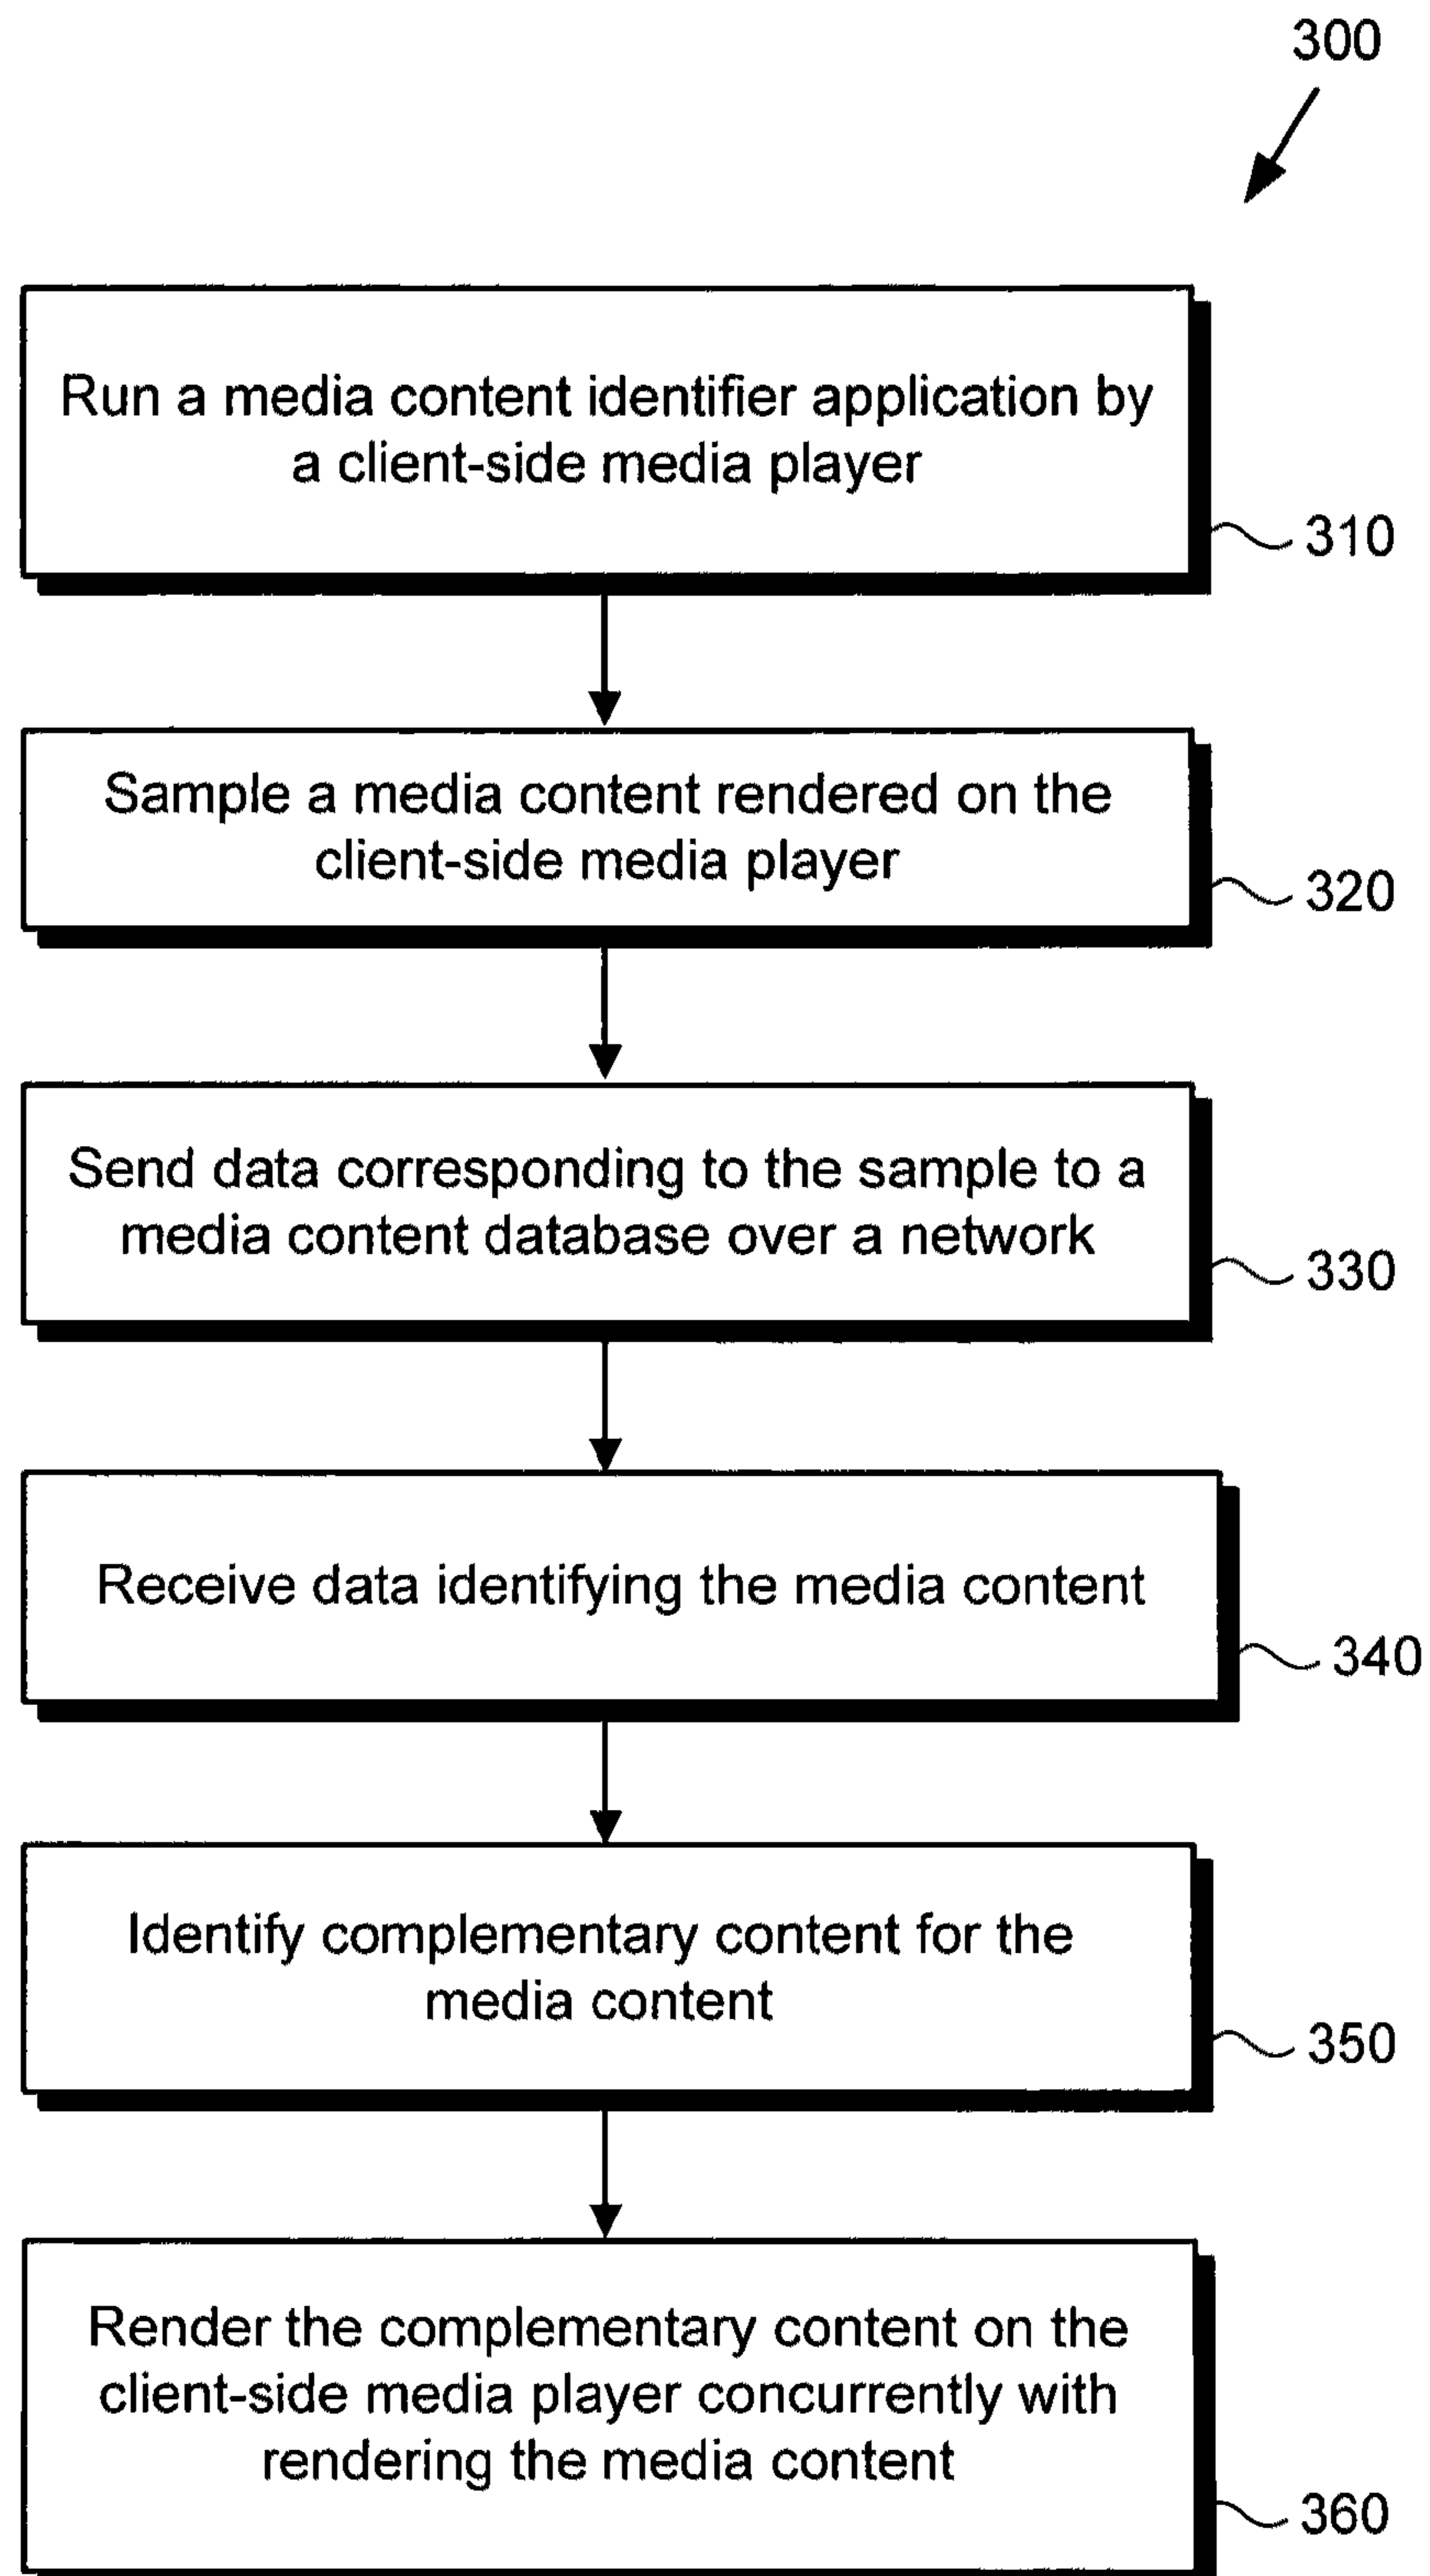 300
Run a media content identifier application by
a client-side media player
310
Sample a media content rendered on the
client-side media player
320
Send data corresponding to the sample to a
media content database over a network
330
Receive data identifying the media content
340
Identify complementary content for the
media content
350
Render the complementary content on the
client-side media player concurrently with
rendering the media content
360